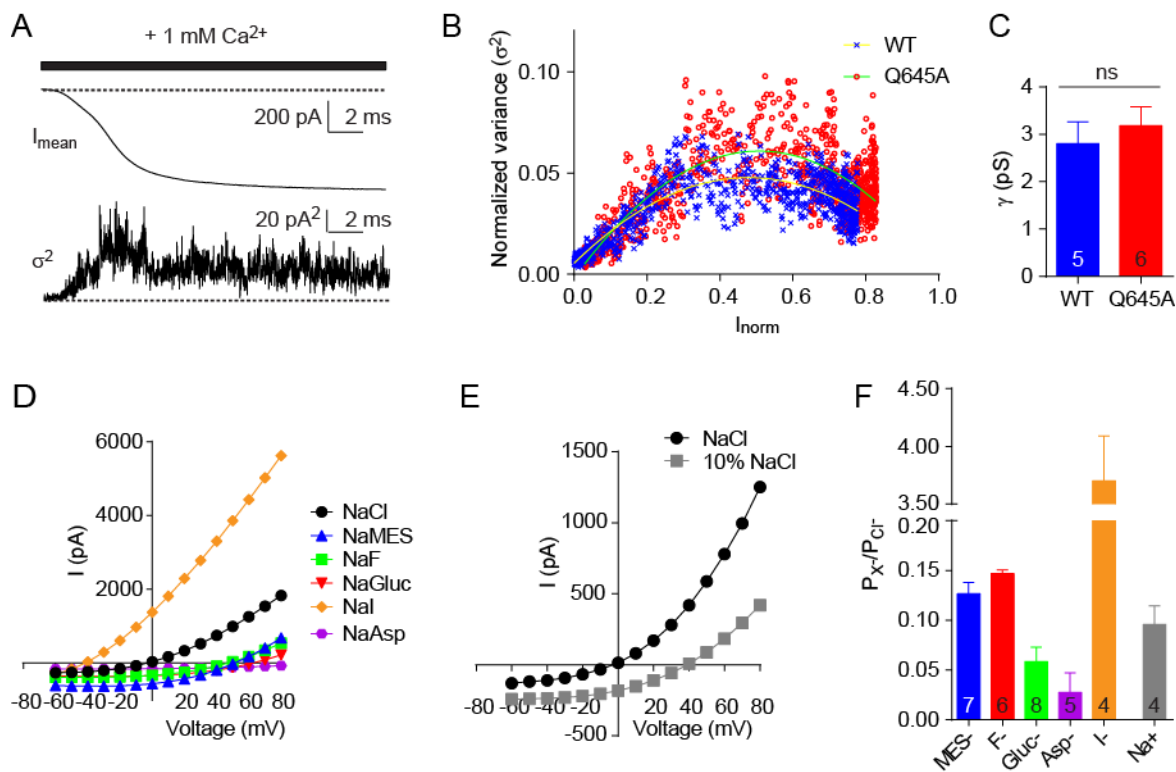 A
+ 1 mM Ca2+
200 pA
2 ms
Imean
20 pA2
2 ms
σ2
B
WT
Q645A
Normalized variance (σ2)
0.10
0.05
0.00
0.0
0.2
0.4
0.6
0.8
1.0
Inorm
C
ns
γ (pS)
4
3
2
1
0
5
6
WT
Q645A
D
I (pA)
6000
4000
2000
-80
-60
-40
-20
20
40
60
80
Voltage (mV)
NaCl
NaMES
NaF
NaGluc
NaI
NaAsp
E
NaCl
10% NaCl
I (pA)
1500
1000
500
-500
-80
-60
-40
-20
20
40
60
80
Voltage (mV)
F
PX-/PCl-
4.50
4.00
3.50
0.20
0.15
0.10
0.05
0.00
7
6
8
5
4
4
MES-
F-
Gluc-
Asp-
I-
Na+